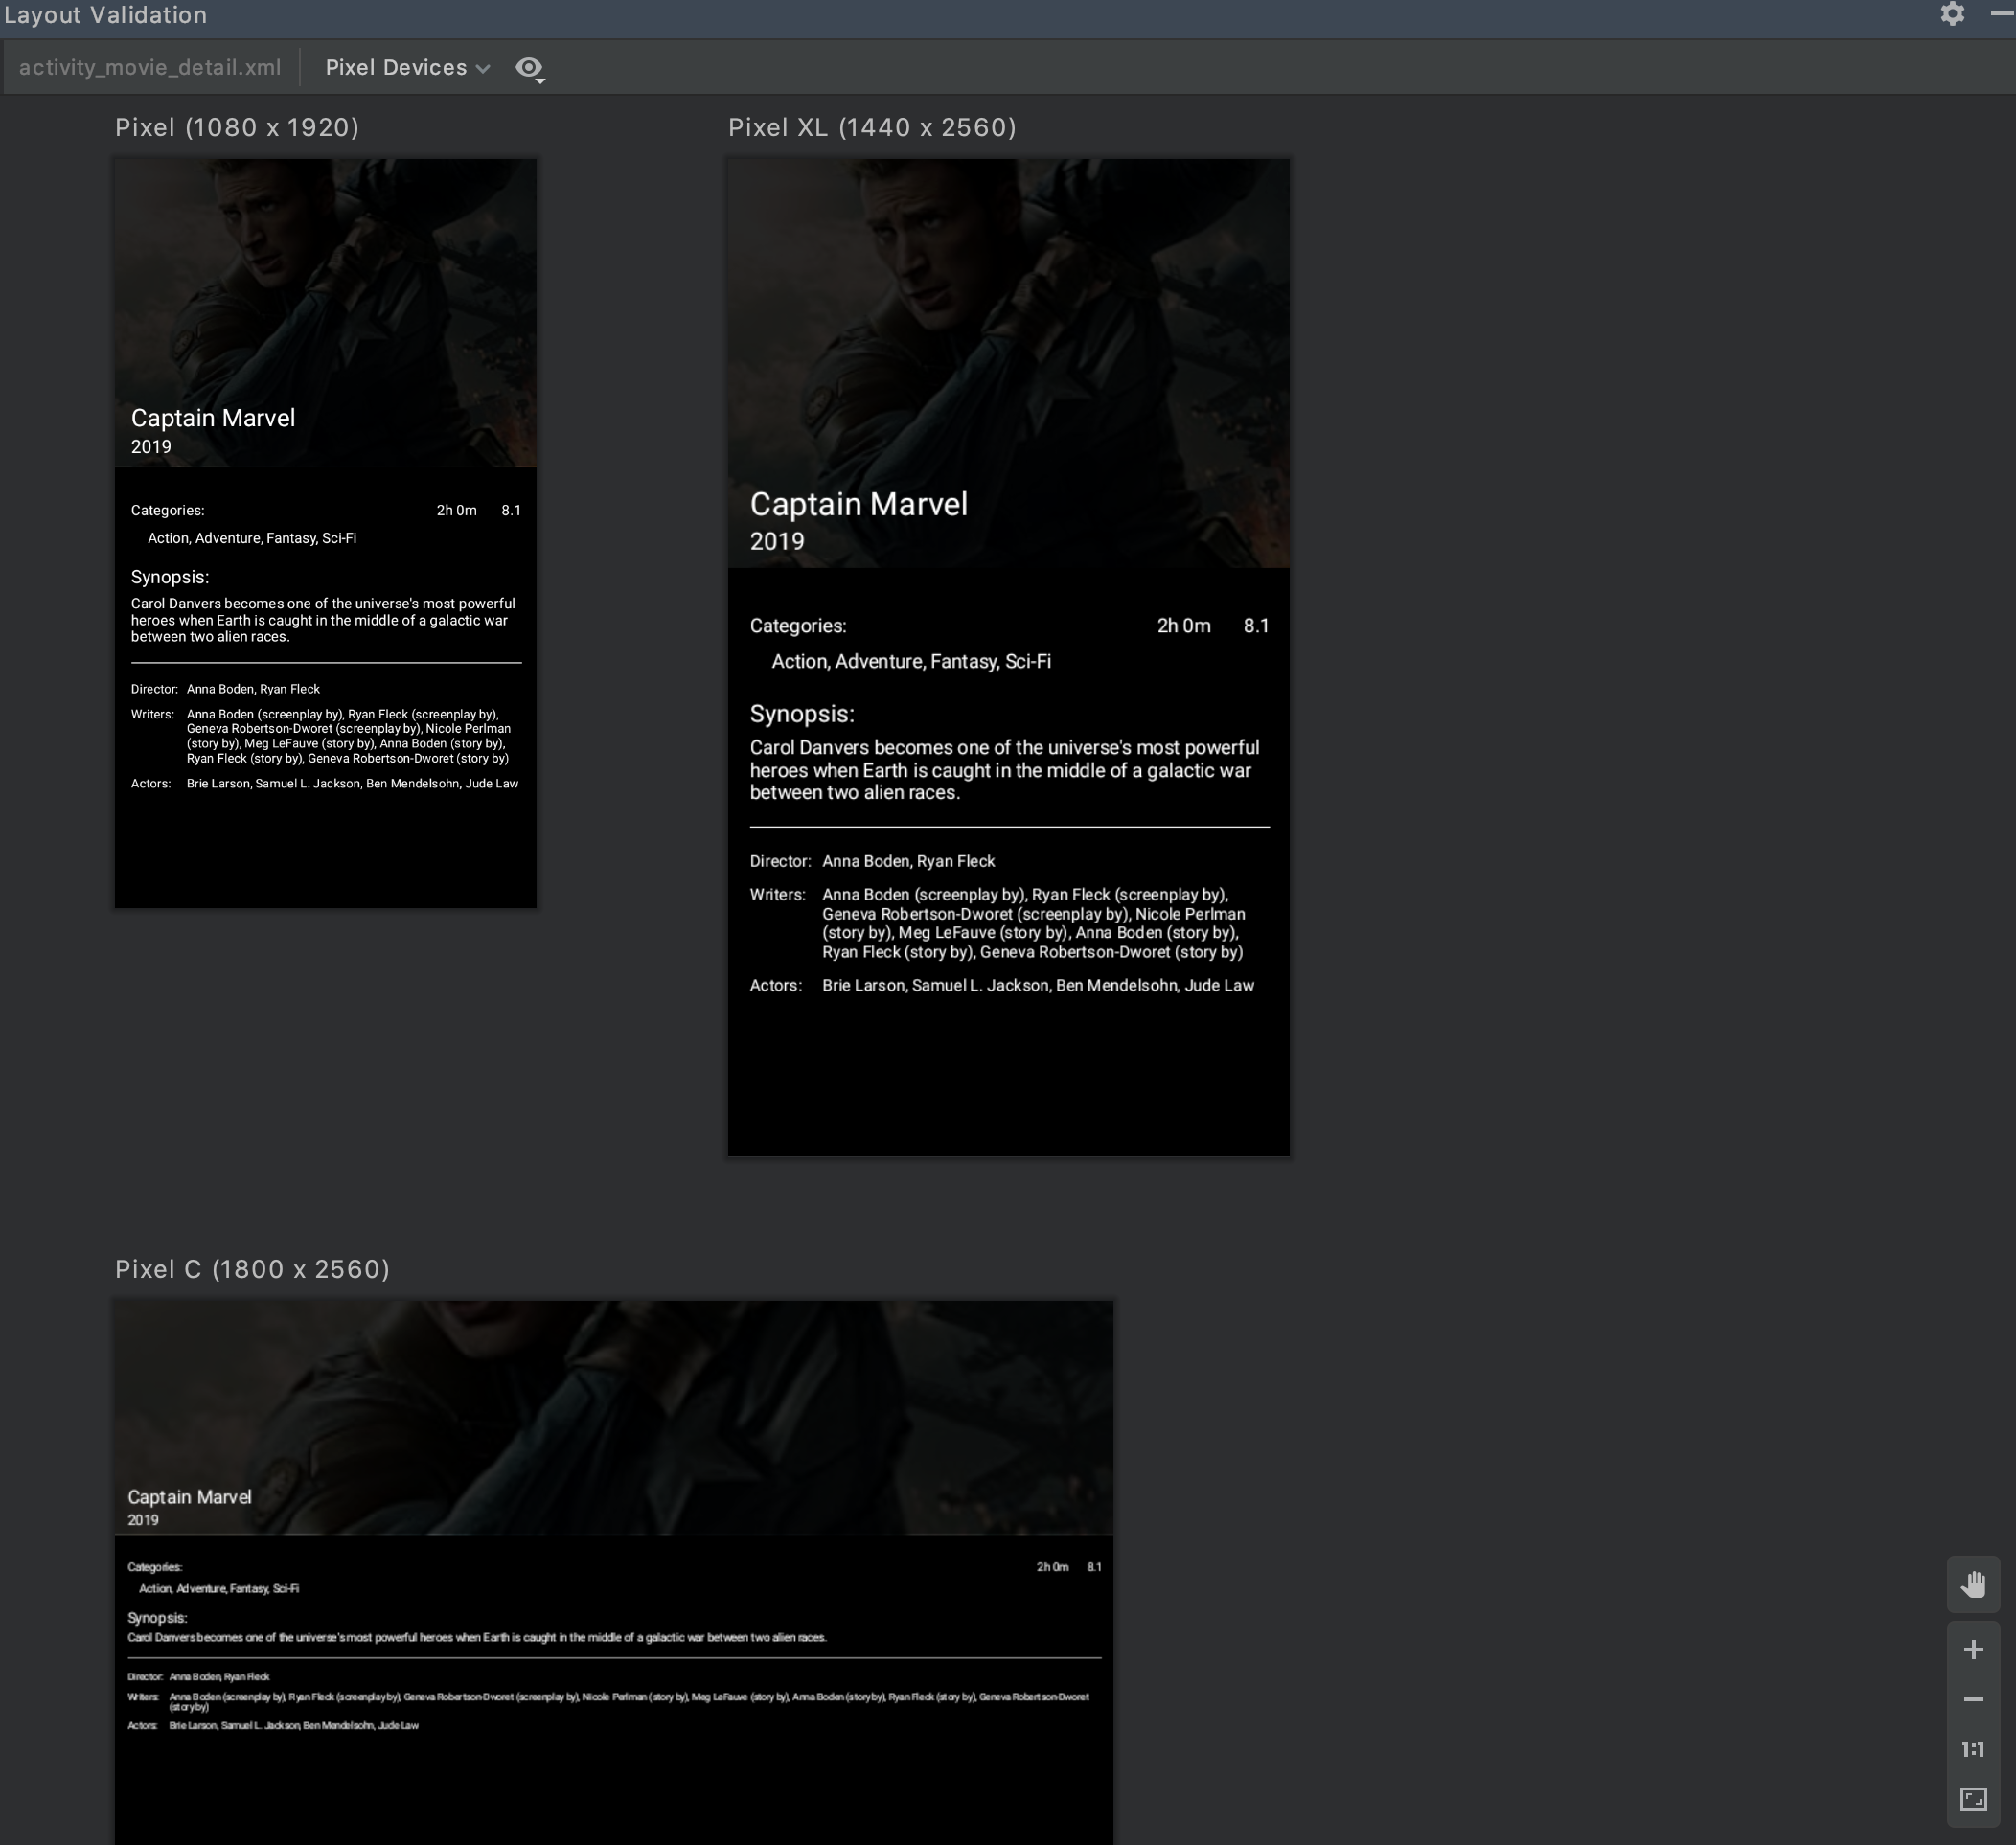 Layout Validation
activity_movie_detail.xml
Pixel Devices
Pixel (1080 x 1920)
Captain Marvel
2019
Categories: 2h 0m 8.1
Action, Adventure, Fantasy, Sci-Fi
Synopsis:
Carol Danvers becomes one of the universe's most powerful
heroes when Earth is caught in the middle of a galactic war
between two alien races.
Director: Anna Boden, Ryan Fleck
Writers: Anna Boden (screenplay by), Ryan Fleck (screenplay by),
Geneva Robertson-Dworet (screenplay by), Nicole Perlman
(story by), Meg LeFauve (story by), Anna Boden (story by),
Ryan Fleck (story by), Geneva Robertson-Dworet (story by)
Actors: Brie Larson, Samuel L. Jackson, Ben Mendelsohn, Jude Law
Pixel XL (1440 x 2560)
Captain Marvel
2019
Categories: 2h 0m 8.1
Action, Adventure, Fantasy, Sci-Fi
Synopsis:
Carol Danvers becomes one of the universe's most powerful
heroes when Earth is caught in the middle of a galactic war
between two alien races.
Director: Anna Boden, Ryan Fleck
Writers: Anna Boden (screenplay by), Ryan Fleck (screenplay by),
Geneva Robertson-Dworet (screenplay by), Nicole Perlman
(story by), Meg LeFauve (story by), Anna Boden (story by),
Ryan Fleck (story by), Geneva Robertson-Dworet (story by)
Actors: Brie Larson, Samuel L. Jackson, Ben Mendelsohn, Jude Law
Pixel C (1800 x 2560)
Captain Marvel
2019
Categories: 2h 0m 8.1
Action, Adventure, Fantasy, Sci-Fi
Synopsis:
Carol Danvers becomes one of the universe's most powerful heroes when Earth is caught in the middle of a galactic war between two alien races.
Director: Anna Boden, Ryan Fleck
Writers: Anna Boden (screenplay by), Ryan Fleck (screenplay by), Geneva Robertson-Dworet (screenplay by), Nicole Perlman (story by), Meg LeFauve (story by), Anna Boden (story by), Ryan Fleck (story by), Geneva Robertson-Dworet
(story by)
Actors: Brie Larson, Samuel L. Jackson, Ben Mendelsohn, Jude Law
1:1